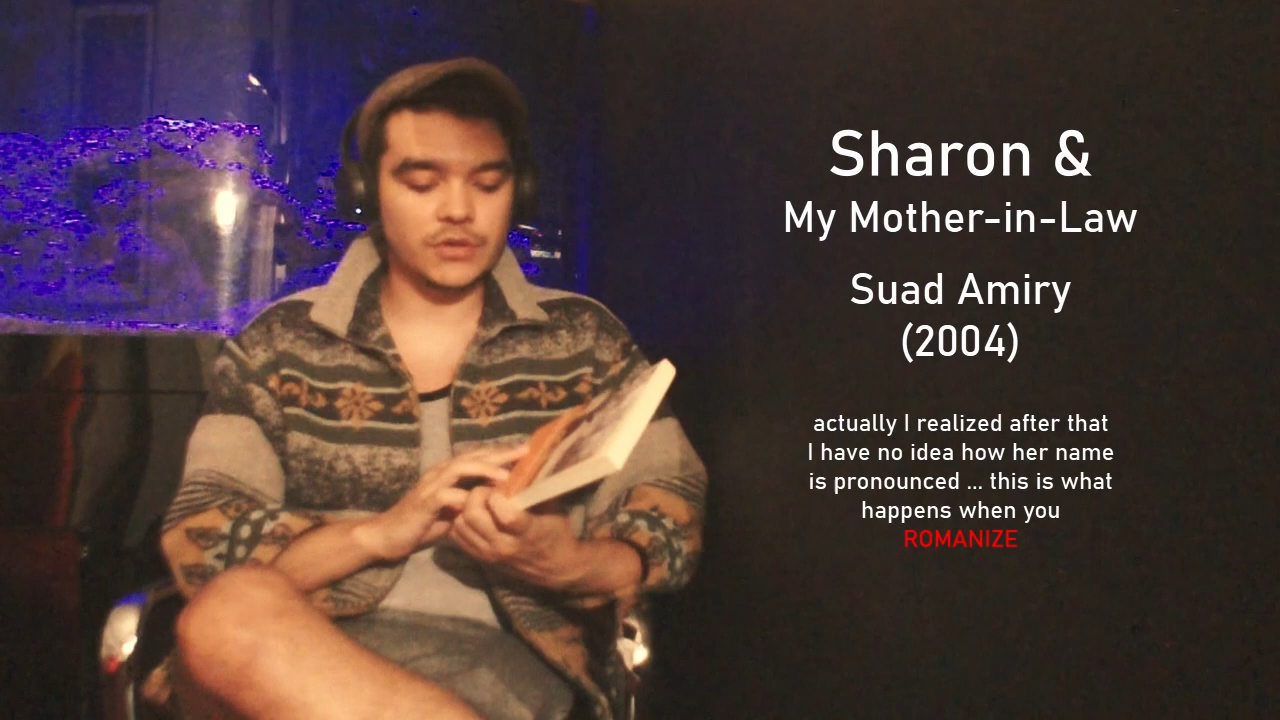 Sharon &
My Mother-in-Law
Suad Amiry
(2004)
actually I realized after that
I have no idea how her name
is pronounced ... this is what
happens when you
ROMANIZE